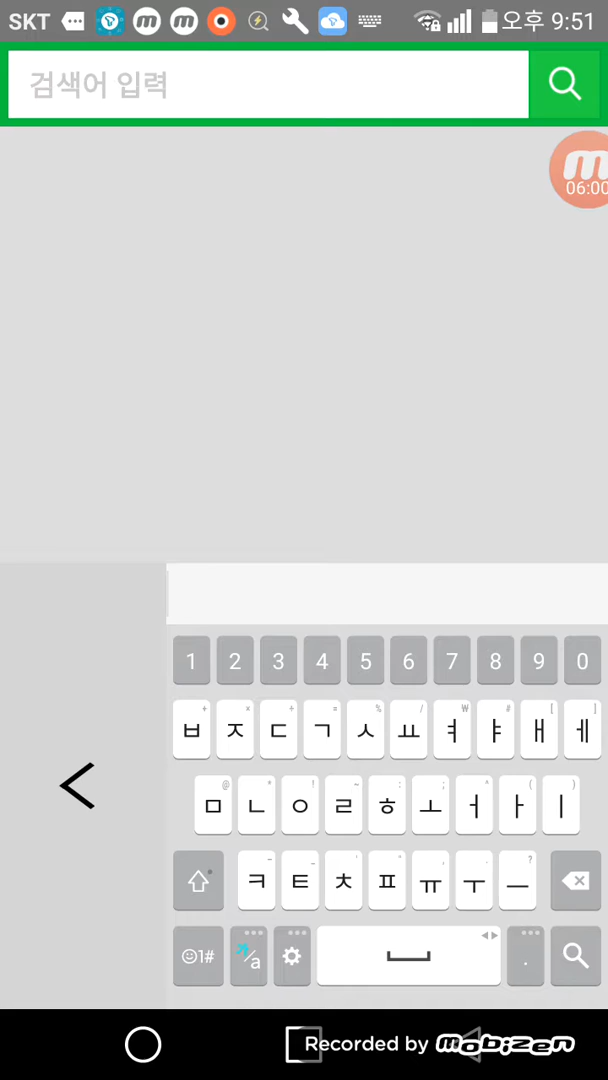 SKT 오후 9:51
검색어 입력
m
06:00
1 2 3 4 5 6 7 8 9 0
+ × ÷ = % / ₩ # [ ]
ㅂ ㅈ ㄷ ㄱ ㅅ ㅛ ㅕ ㅑ ㅐ ㅔ
@ * ! ~ : ; ^ ( )
ㅁ ㄴ ㅇ ㄹ ㅎ ㅗ ㅓ ㅏ ㅣ
ㅋ ㅌ ㅊ ㅍ ㅠ ㅜ ㅡ
1# 가/a .
Recorded by mobizen